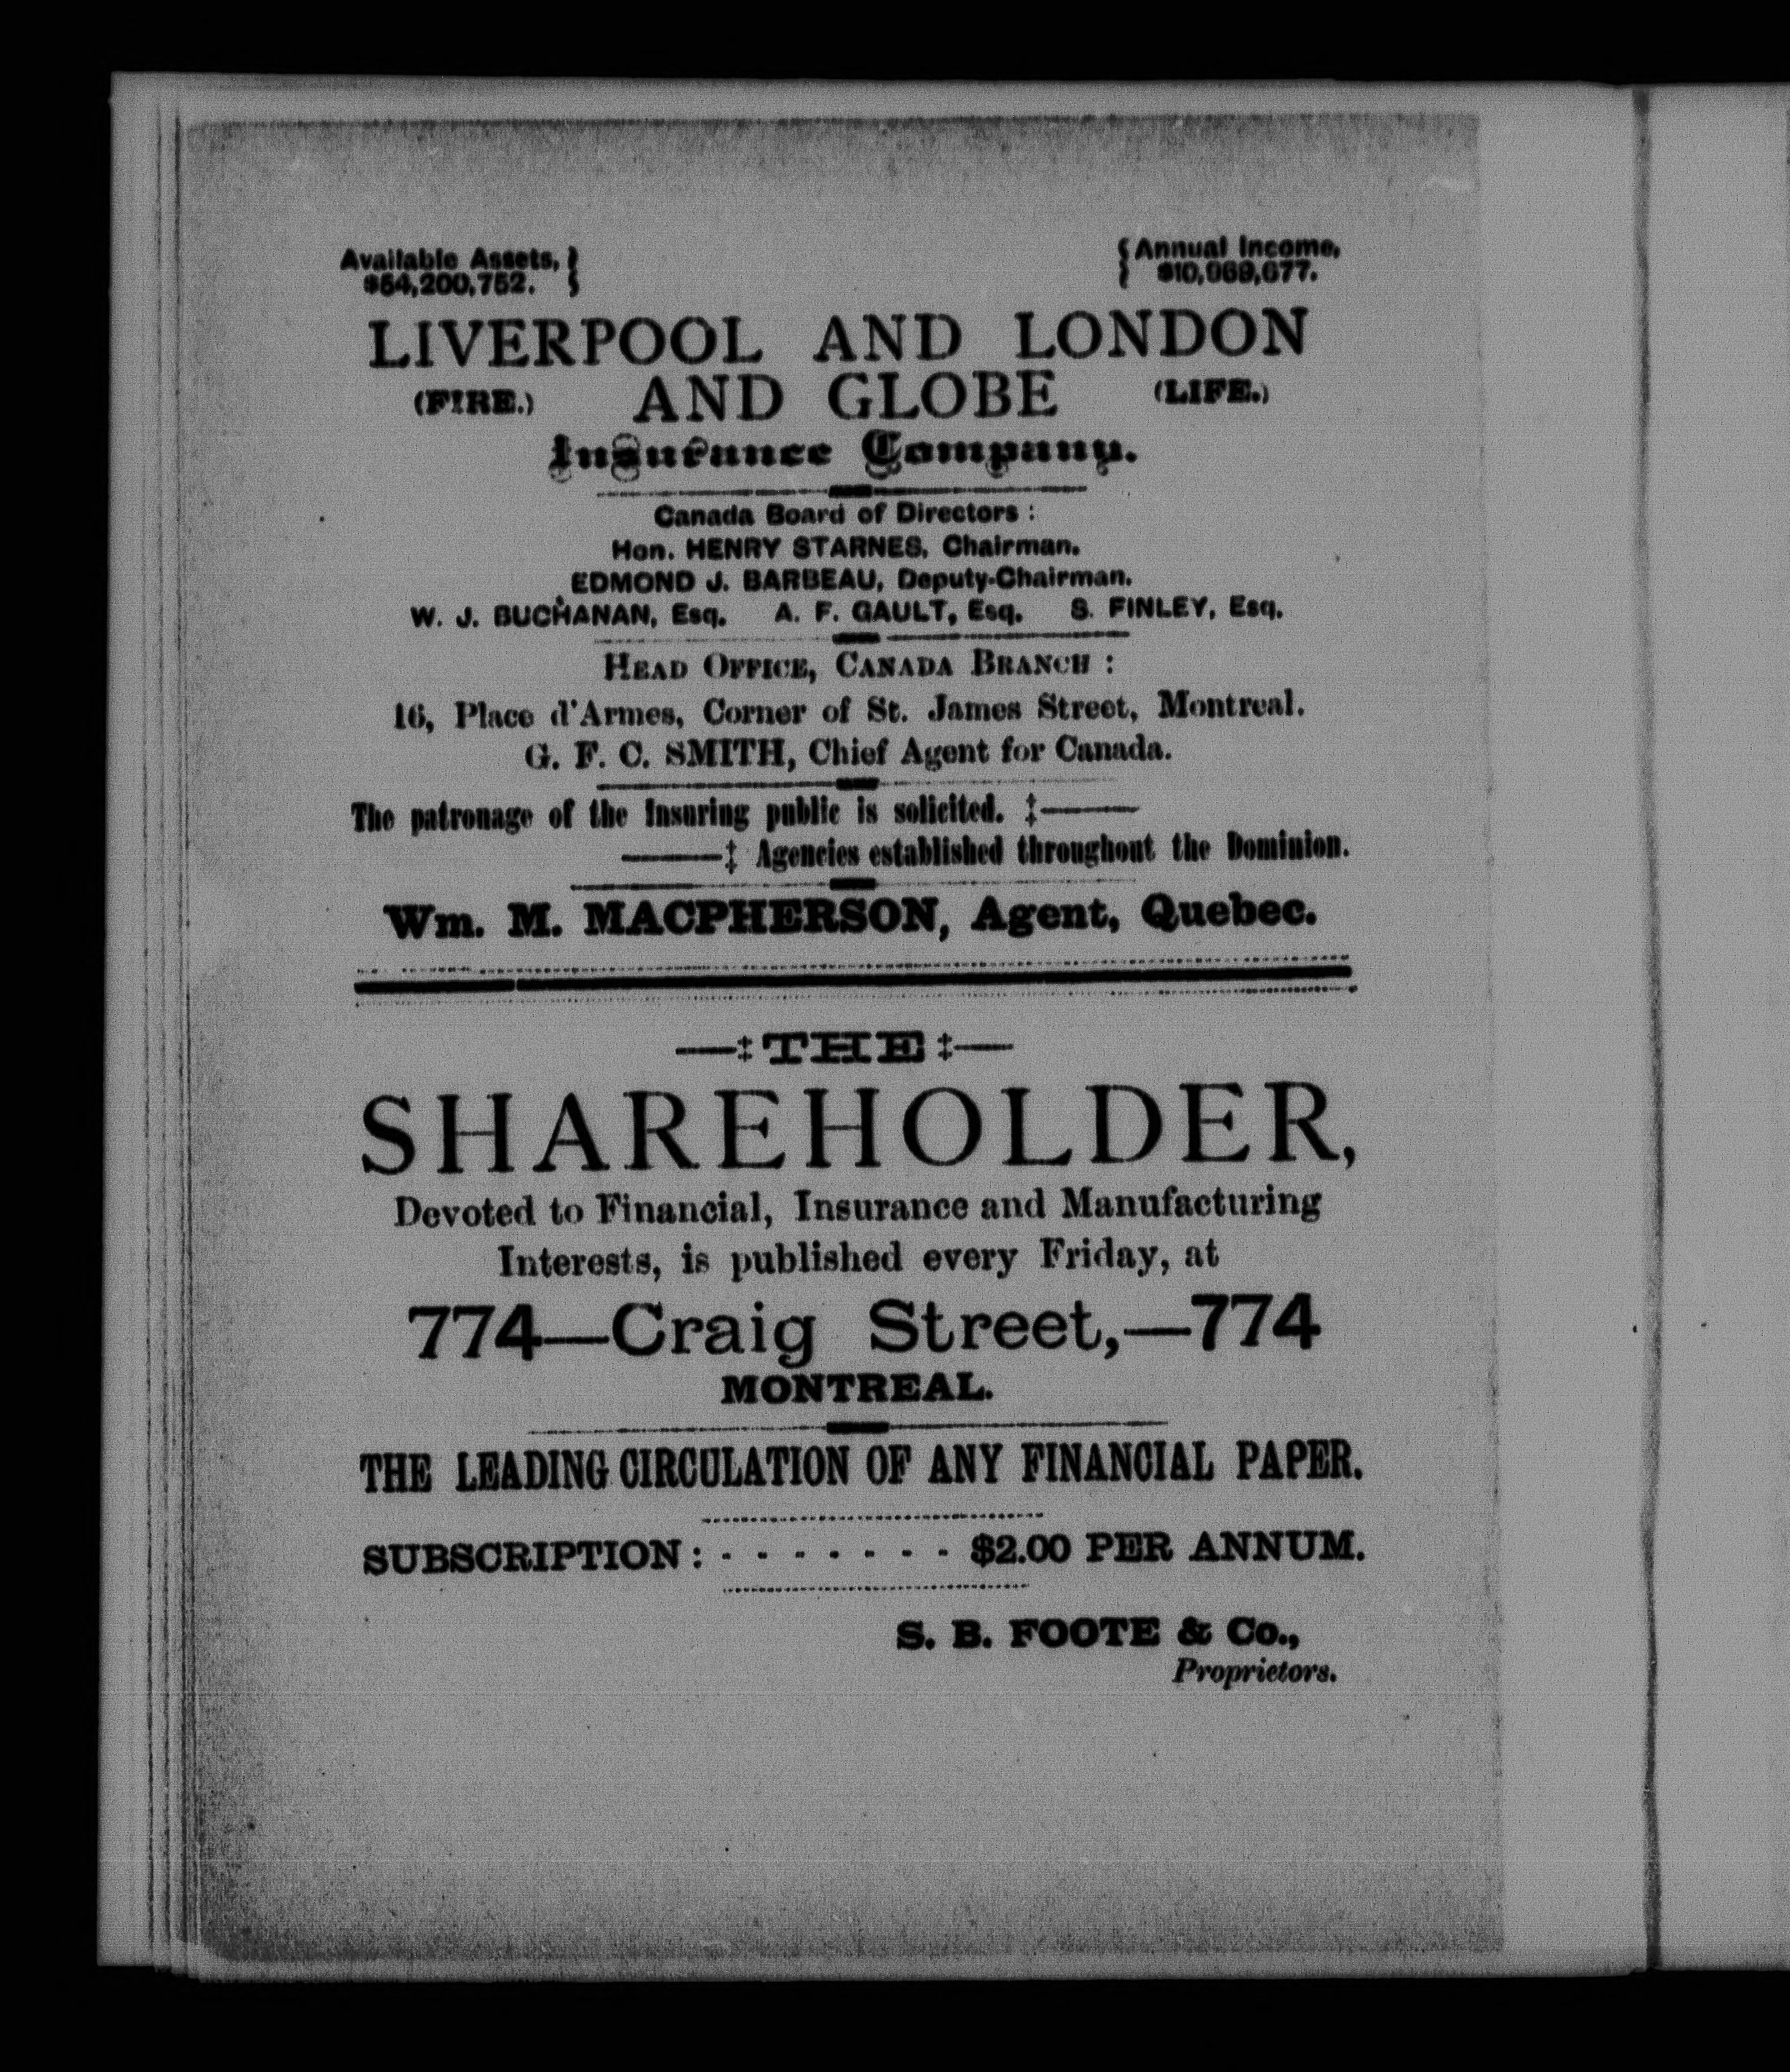 Available Assets, } { Annual Income,
$54,200,752. $10,969,677.
LIVERPOOL AND LONDON
(FIRE.) AND GLOBE (LIFE.)
Insurance Company.
Canada Board of Directors :
Hon. HENRY STARNES, Chairman.
EDMOND J. BARBEAU, Deputy-Chairman.
W. J. BUCHANAN, Esq. A. F. GAULT, Esq. S. FINLEY, Esq.
HEAD OFFICE, CANADA BRANCH :
16, Place d'Armes, Corner of St. James Street, Montreal.
G. F. C. SMITH, Chief Agent for Canada.
The patronage of the Insuring public is solicited. ‡———
———‡ Agencies established throughout the Dominion.
Wm. M. MACPHERSON, Agent, Quebec.
—‡ THE ‡—
SHAREHOLDER,
Devoted to Financial, Insurance and Manufacturing
Interests, is published every Friday, at
774—Craig Street,—774
MONTREAL.
THE LEADING CIRCULATION OF ANY FINANCIAL PAPER.
SUBSCRIPTION : - - - - - - - $2.00 PER ANNUM.
S. B. FOOTE & Co.,
Proprietors.